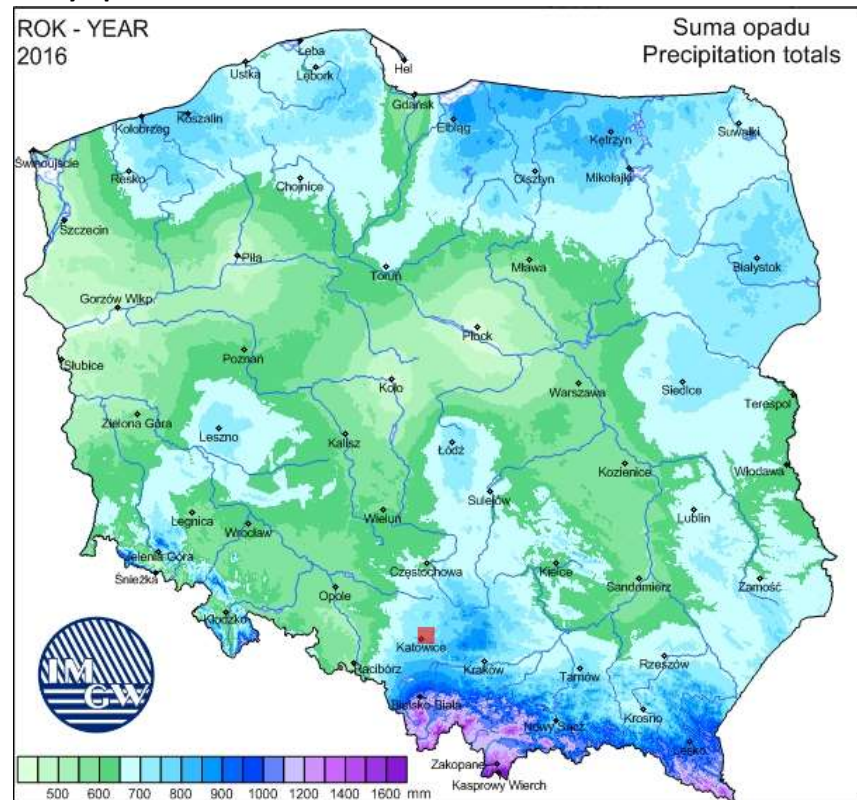 ROK - YEAR
2016
Suma opadu
Precipitation totals
Łeba
Ustka
Lębork
Hel
Gdańsk
Koszalin
Kołobrzeg
Elbląg
Kętrzyn
Suwałki
Świnoujście
Resko
Chojnice
Olsztyn
Mikołajki
Szczecin
Piła
Toruń
Mława
Białystok
Gorzów Wlkp.
Płock
Słubice
Poznań
Koło
Warszawa
Siedlce
Terespol
Zielona Góra
Leszno
Kalisz
Łódź
Kozienice
Włodawa
Sulejów
Legnica
Wrocław
Wieluń
Lublin
Jelenia Góra
Śnieżka
Częstochowa
Kielce
Opole
Sandomierz
Zamość
Kłodzko
Katowice
Racibórz
Kraków
Tarnów
Rzeszów
Bielsko-Biała
Nowy Sącz
Krosno
Lesko
Zakopane
Kasprowy Wierch
IM
GW
500 600 700 800 900 1000 1200 1400 1600 mm